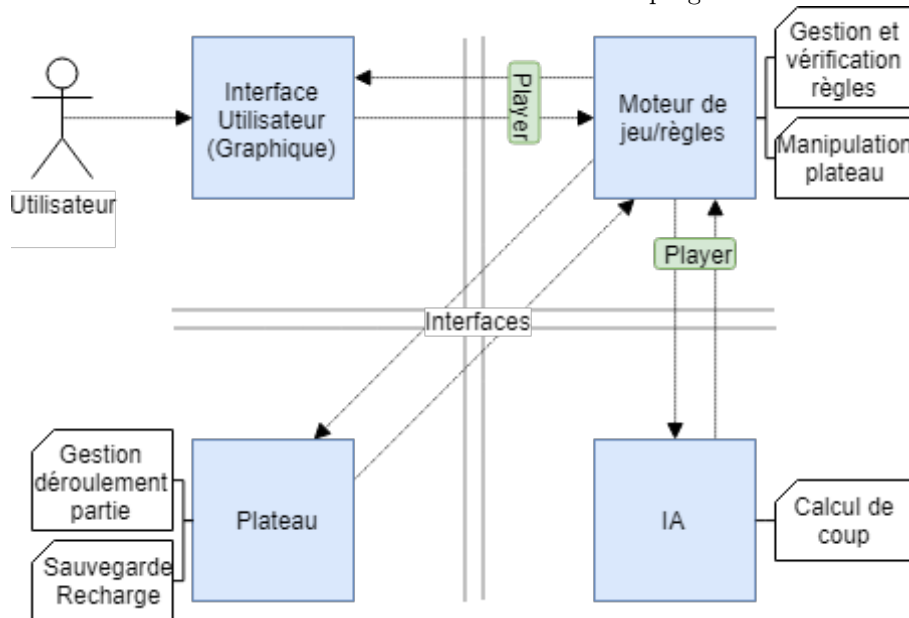 Interface
Utilisateur
(Graphique)
Player
Moteur de
jeu/règles
Gestion et
vérification
règles
Manipulation
plateau
Utilisateur
Player
Interfaces
Gestion
déroulement
partie
Plateau
Sauvegarde
Recharge
IA
Calcul de
coup